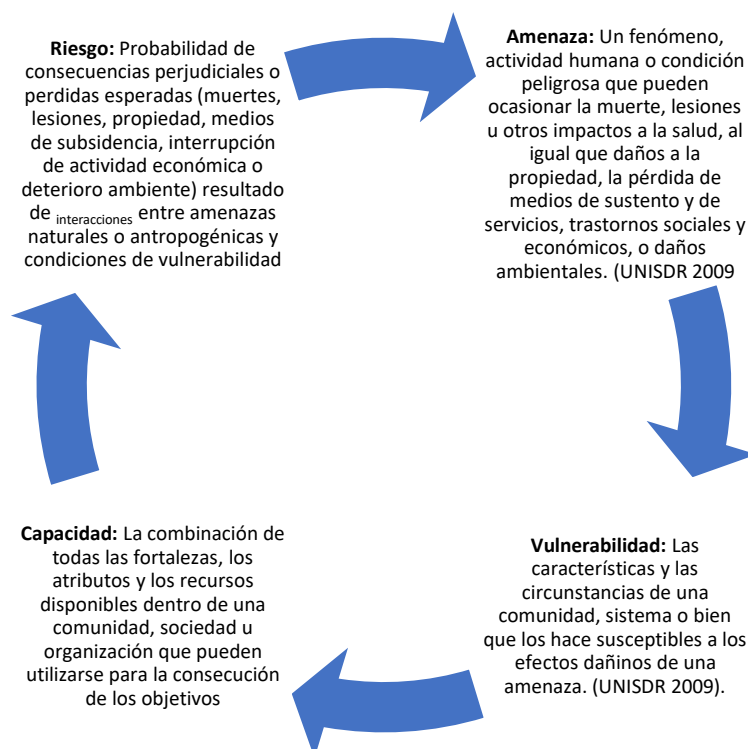 Riesgo: Probabilidad de
consecuencias perjudiciales o
perdidas esperadas (muertes,
lesiones, propiedad, medios
de subsidencia, interrupción
de actividad económica o
deterioro ambiente) resultado
de interacciones entre amenazas
naturales o antropogénicas y
condiciones de vulnerabilidad
Amenaza: Un fenómeno,
actividad humana o condición
peligrosa que pueden
ocasionar la muerte, lesiones
u otros impactos a la salud, al
igual que daños a la
propiedad, la pérdida de
medios de sustento y de
servicios, trastornos sociales y
económicos, o daños
ambientales. (UNISDR 2009
Vulnerabilidad: Las
características y las
circunstancias de una
comunidad, sistema o bien
que los hace susceptibles a los
efectos dañinos de una
amenaza. (UNISDR 2009).
Capacidad: La combinación de
todas las fortalezas, los
atributos y los recursos
disponibles dentro de una
comunidad, sociedad u
organización que pueden
utilizarse para la consecución
de los objetivos